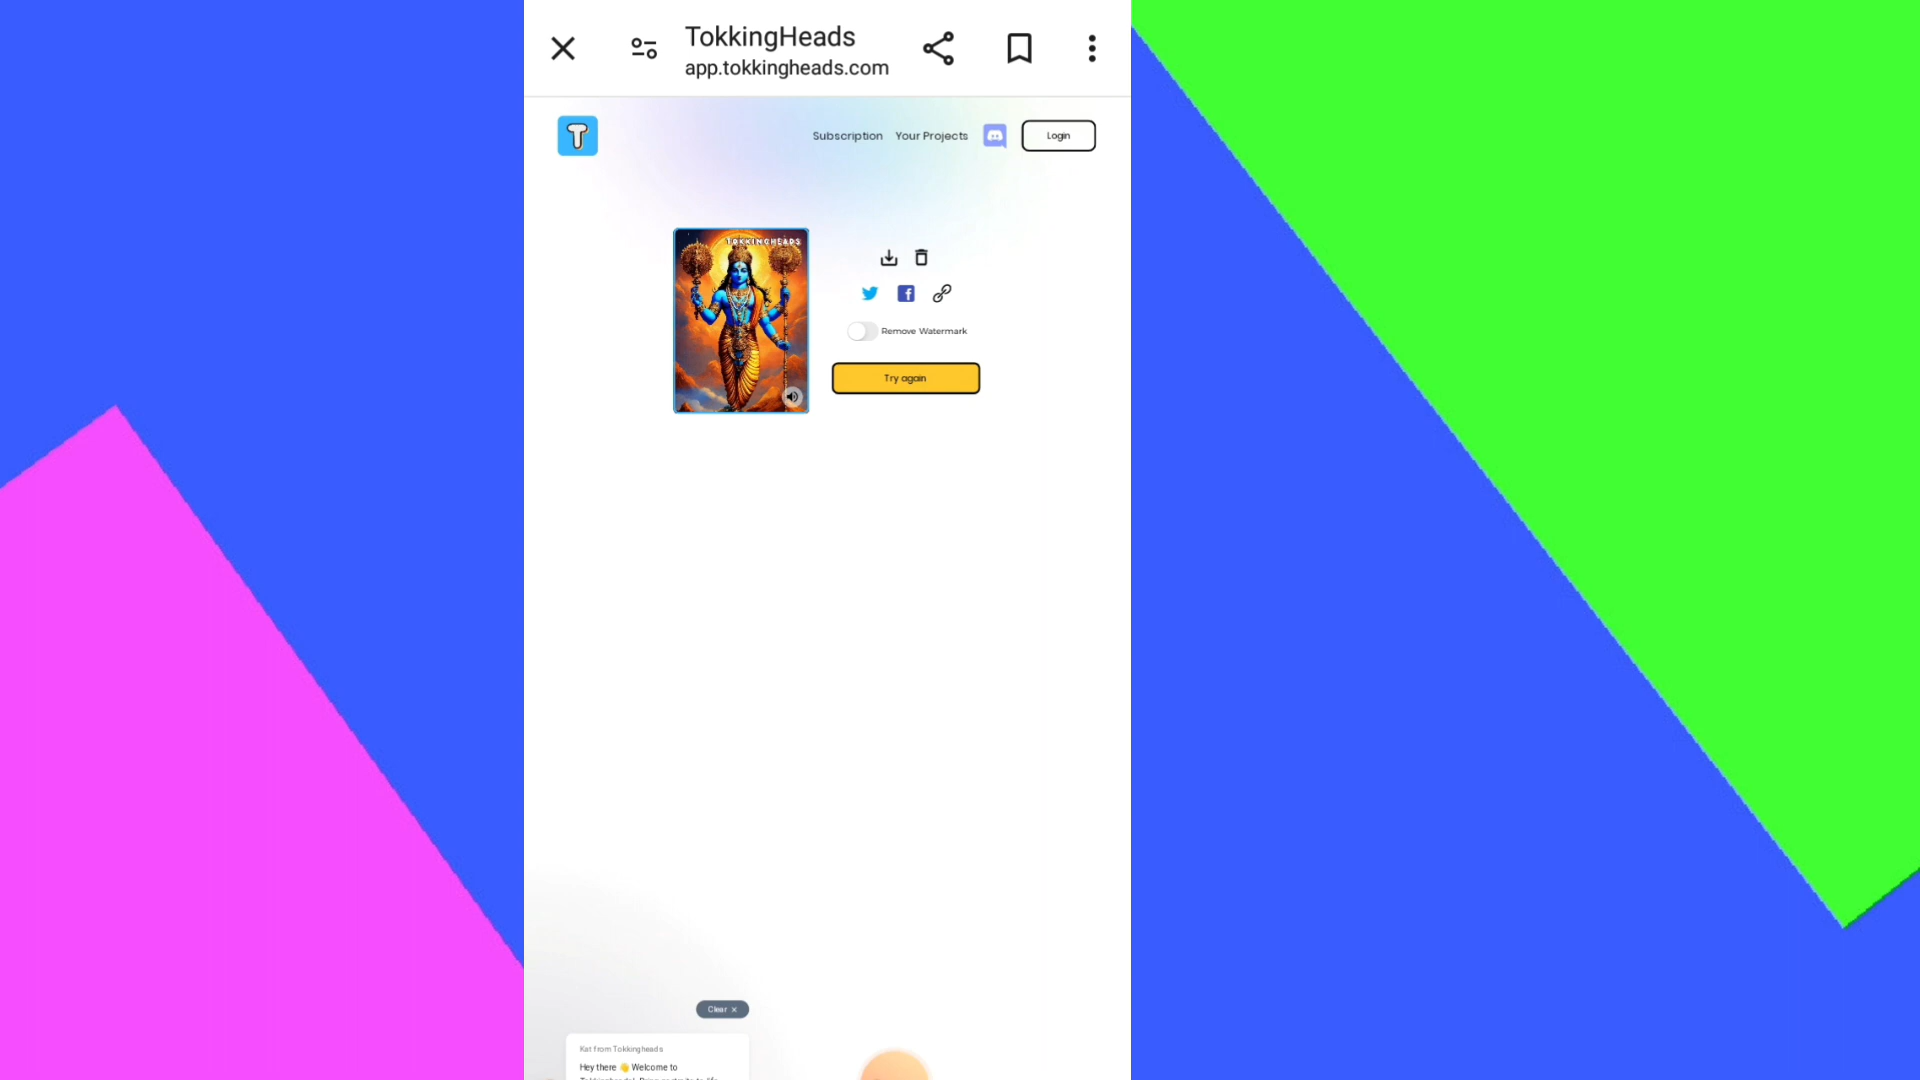 TokkingHeads
app.tokkingheads.com
T
Subscription Your Projects Login
TOKKINGHEADS
Remove Watermark
Try again
Clear ×
Kat from Tokkingheads
Hey there 👋 Welcome to